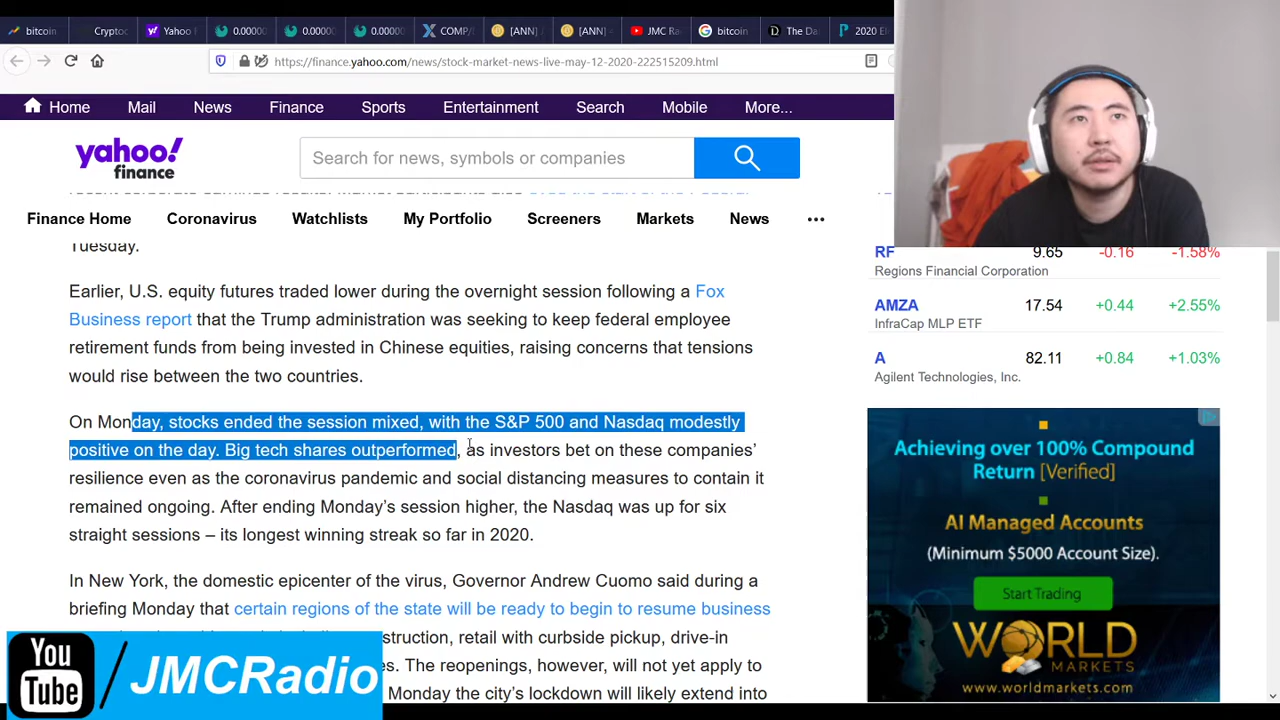 bitcoin
Cryptoc
Yahoo f
0.00000
0.00000
0.00000
COMP/
[ANN] /
[ANN] –
JMC Ra
bitcoin
The Da
2020 El
https://finance.yahoo.com/news/stock-market-news-live-may-12-2020-222515209.html
Home Mail News Finance Sports Entertainment Search Mobile More...
yahoo!
finance
Search for news, symbols or companies
Finance Home Coronavirus Watchlists My Portfolio Screeners Markets News
Tuesday.
Earlier, U.S. equity futures traded lower during the overnight session following a Fox
Business report that the Trump administration was seeking to keep federal employee
retirement funds from being invested in Chinese equities, raising concerns that tensions
would rise between the two countries.
On Monday, stocks ended the session mixed, with the S&P 500 and Nasdaq modestly
positive on the day. Big tech shares outperformed, as investors bet on these companies’
resilience even as the coronavirus pandemic and social distancing measures to contain it
remained ongoing. After ending Monday’s session higher, the Nasdaq was up for six
straight sessions – its longest winning streak so far in 2020.
In New York, the domestic epicenter of the virus, Governor Andrew Cuomo said during a
briefing Monday that certain regions of the state will be ready to begin to resume business
struction, retail with curbside pickup, drive-in
es. The reopenings, however, will not yet apply to
Monday the city’s lockdown will likely extend into
RF 9.65 -0.16 -1.58%
Regions Financial Corporation
AMZA 17.54 +0.44 +2.55%
InfraCap MLP ETF
A 82.11 +0.84 +1.03%
Agilent Technologies, Inc.
Achieving over 100% Compound
Return [Verified]
AI Managed Accounts
(Minimum $5000 Account Size).
Start Trading
WORLD
MARKETS
www.worldmarkets.com
You
Tube
/JMCRadio